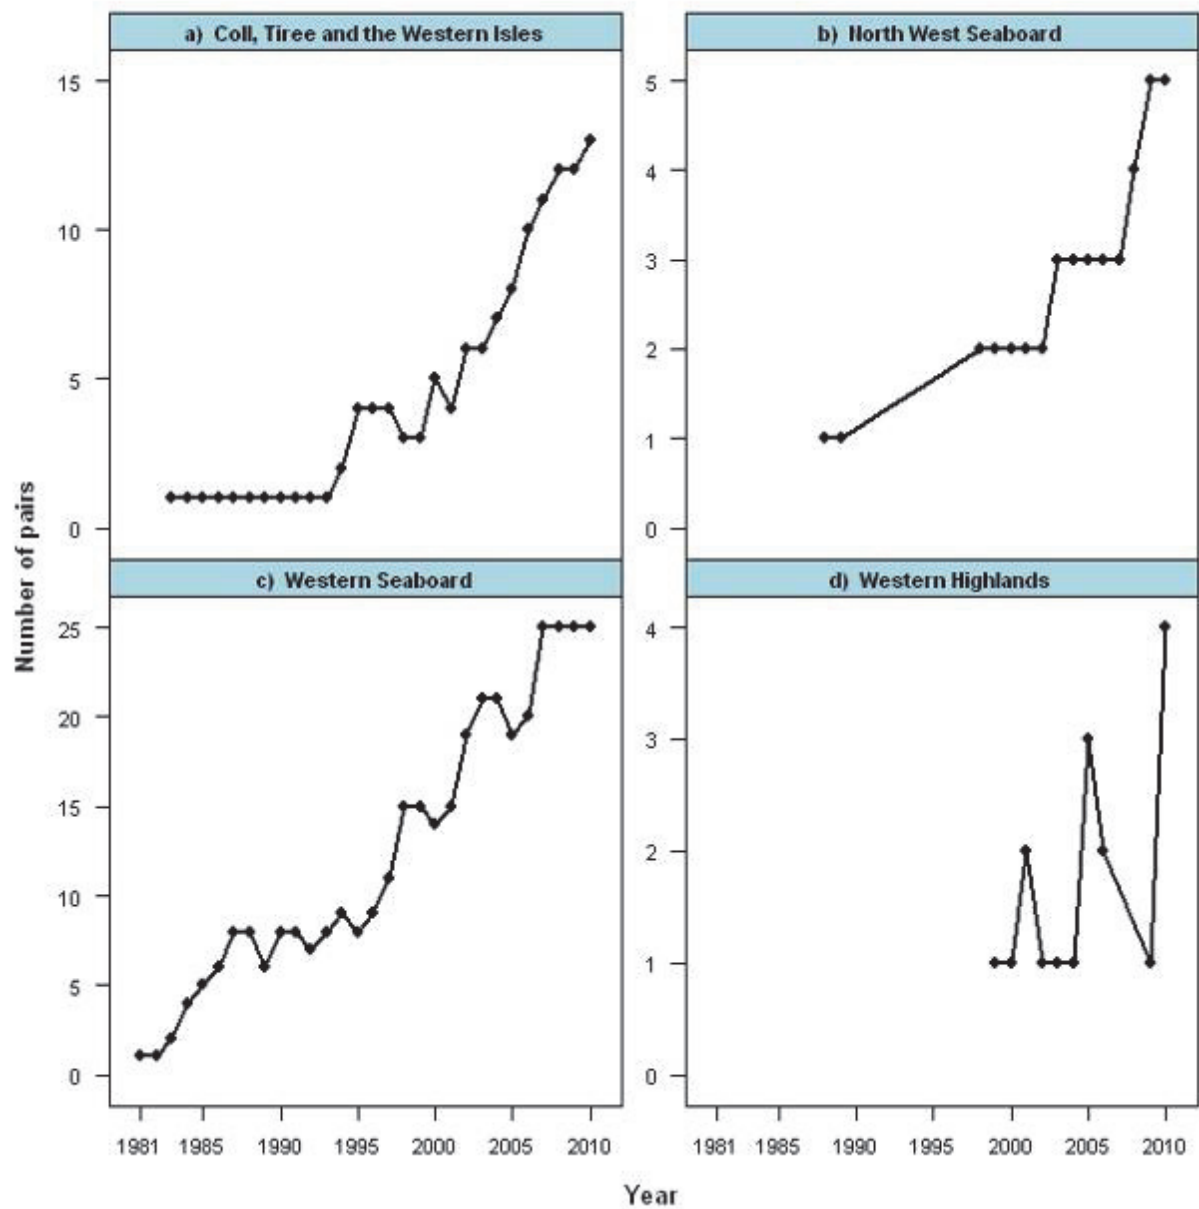 a) Coll, Tiree and the Western Isles
b) North West Seaboard
15
10
5
0
5
4
3
2
1
0
Number of pairs
c) Western Seaboard
d) Western Highlands
25
20
15
10
5
0
4
3
2
1
0
1981 1985 1990 1995 2000 2005 2010
1981 1985 1990 1995 2000 2005 2010
Year